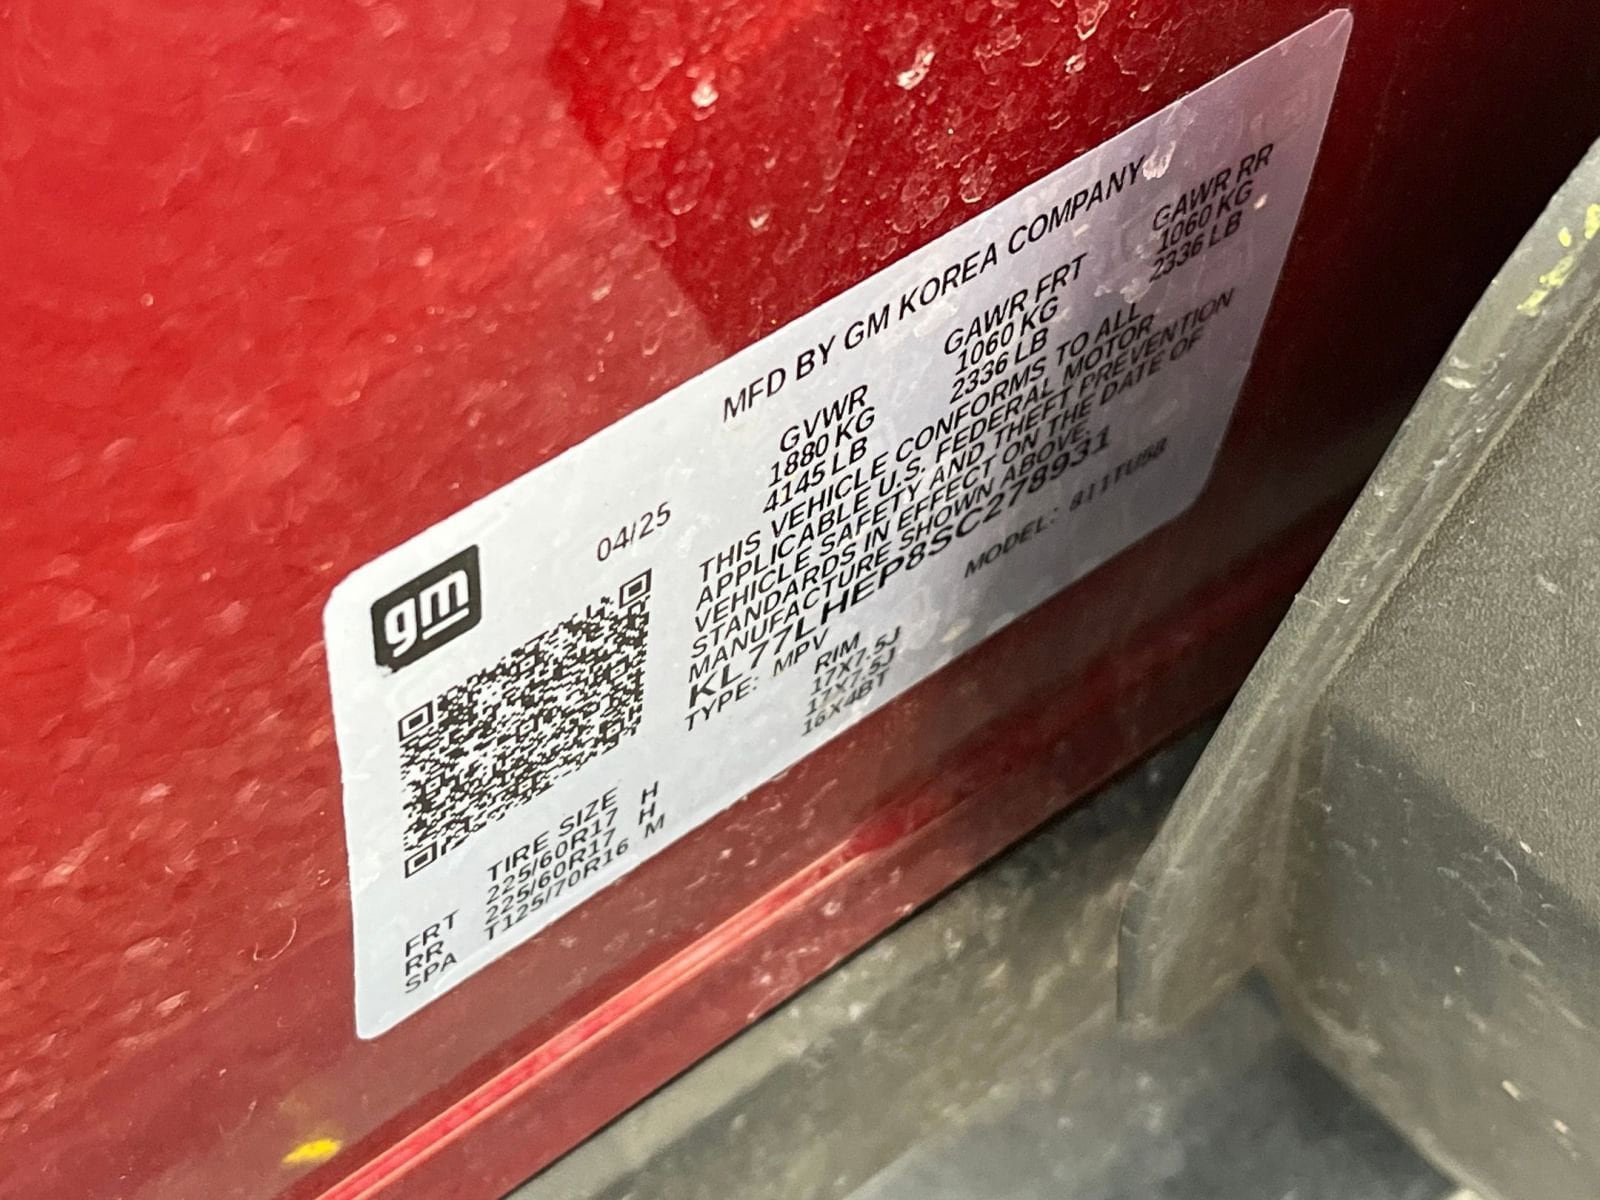 gm
04/25
MFD BY GM KOREA COMPANY
GVWR GAWR FRT GAWR RR
1880 KG 1060 KG 1060 KG
4145 LB 2336 LB 2336 LB
THIS VEHICLE CONFORMS TO ALL
APPLICABLE U.S. FEDERAL MOTOR
VEHICLE SAFETY AND THEFT PREVENTION
STANDARDS IN EFFECT ON THE DATE OF
MANUFACTURE SHOWN ABOVE.
KL77LHEP8SC278931
TYPE: MPV MODEL:
TIRE SIZE RIM
FRT 225/60R17 H 17X7.5J
RR 225/60R17 H 17X7.5J
SPA T125/70R16 M 16X4BT